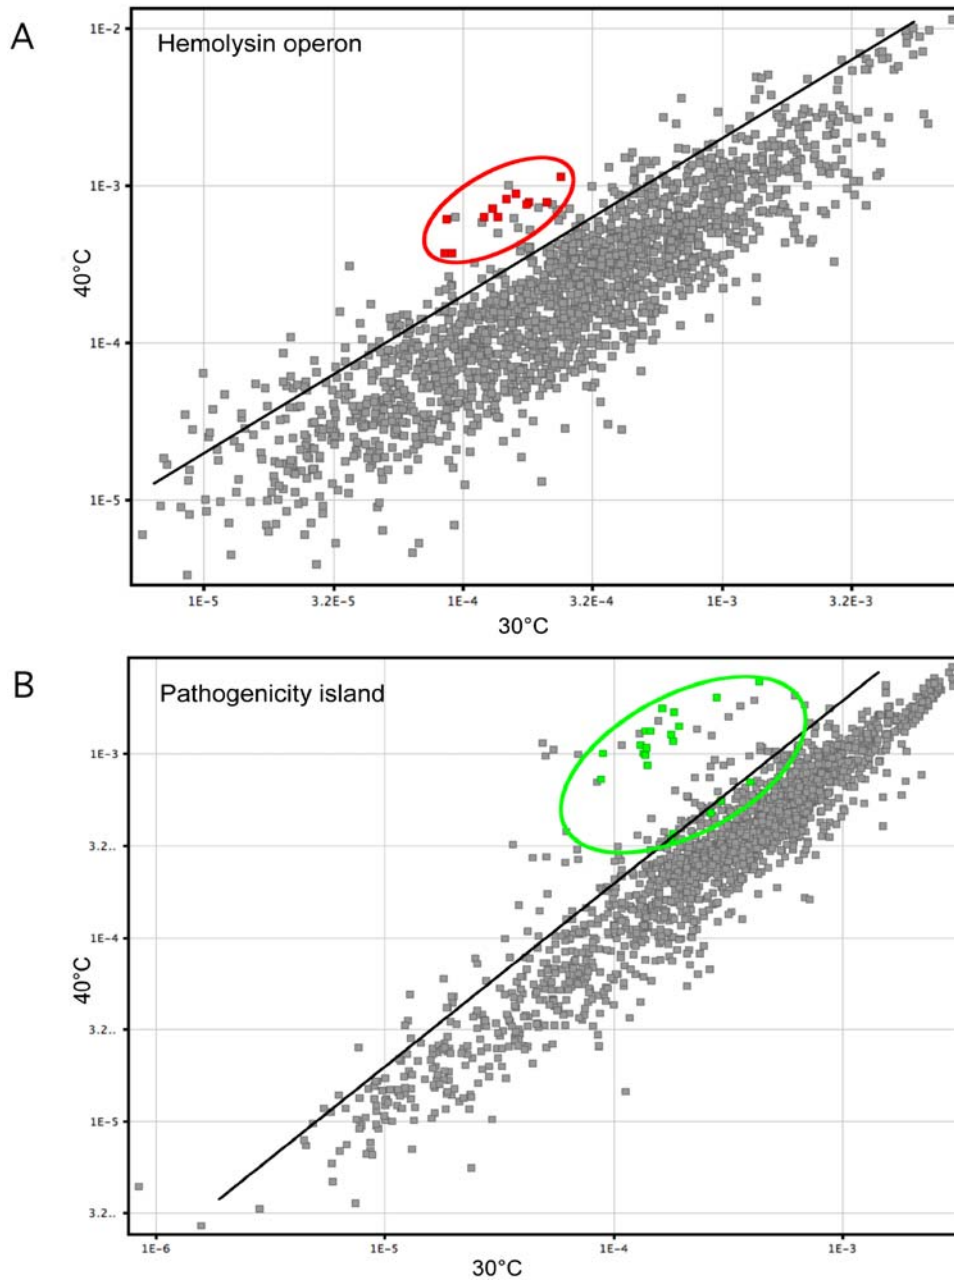 A
Hemolysin operon
1E-2
1E-3
1E-4
1E-5
40°C
1E-5 3.2E-5 1E-4 3.2E-4 1E-3 3.2E-3
30°C
B
Pathogenicity island
1E-3
3.2..
1E-4
3.2..
1E-5
3.2..
40°C
1E-6 1E-5 1E-4 1E-3
30°C